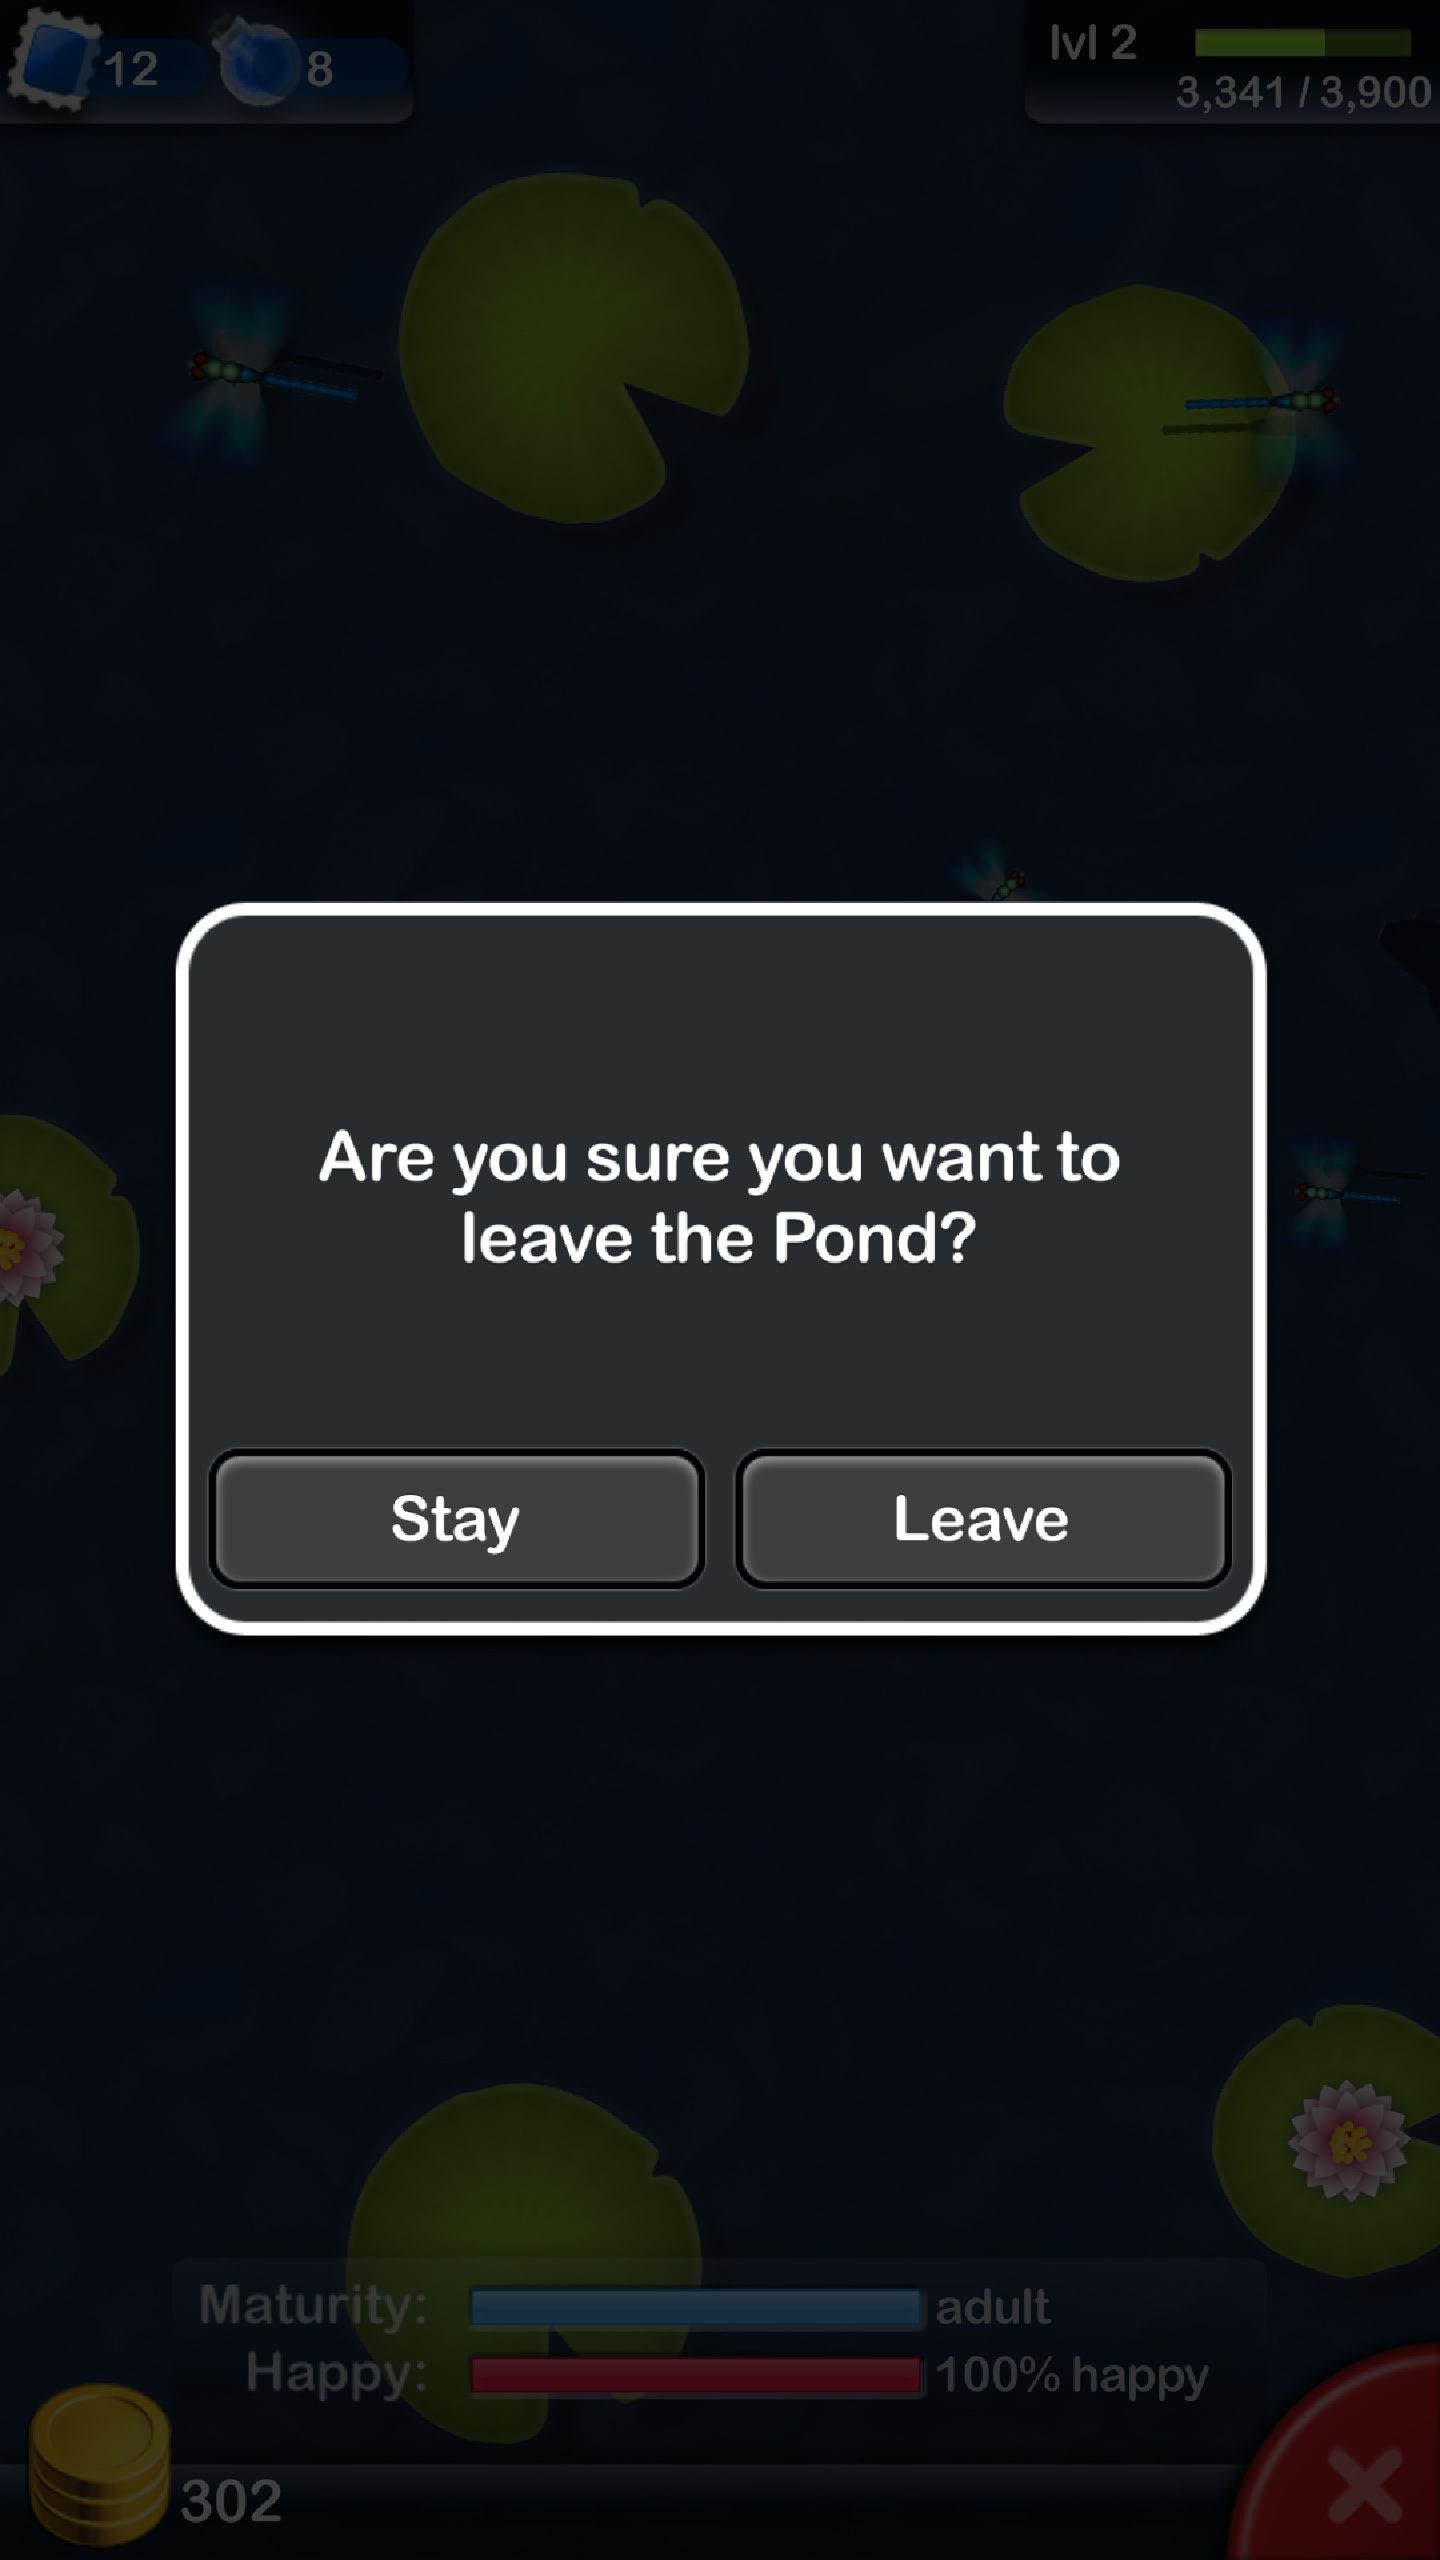 12
8
lvl 2
3,341 / 3,900
Are you sure you want to
leave the Pond?
Stay
Leave
Maturity:
adult
Happy:
100% happy
302